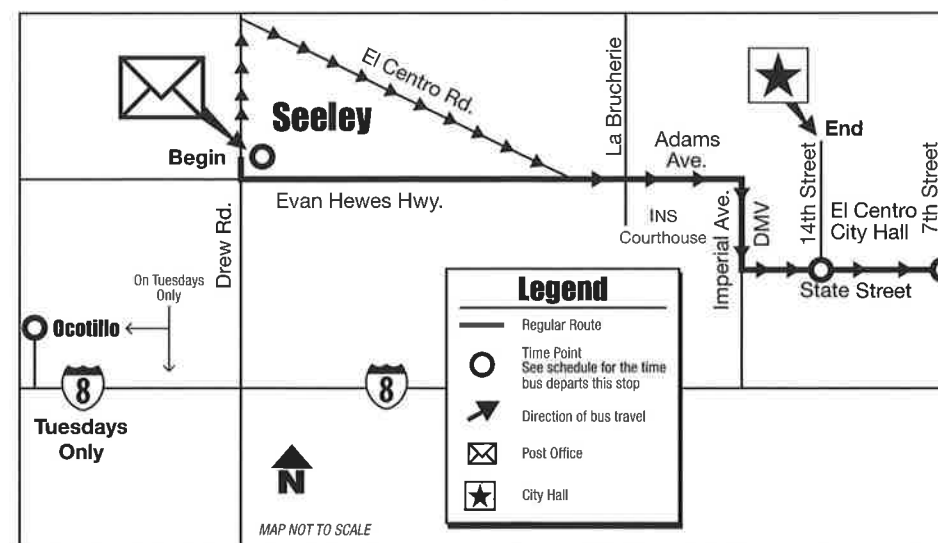 El Centro Rd.
Seeley
Begin
Evan Hewes Hwy.
Drew Rd.
La Brucherie
Adams
Ave.
INS
Courthouse
Imperial Ave.
DMV
End
14th Street
El Centro
City Hall
7th Street
State Street
On Tuesdays
Only
Ocotillo
8
8
Tuesdays
Only
N
MAP NOT TO SCALE
Legend
Regular Route
Time Point
See schedule for the time
bus departs this stop
Direction of bus travel
Post Office
City Hall